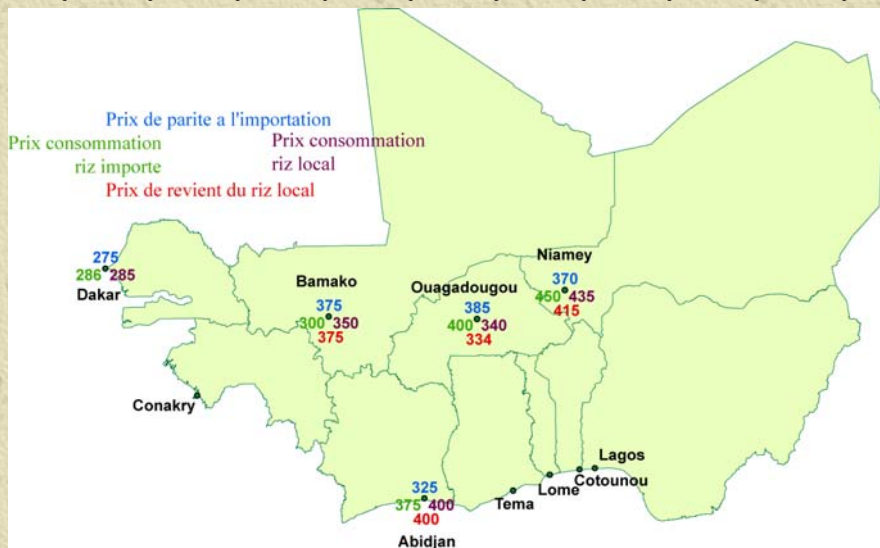 Prix de parite a l'importation
Prix consommation
riz importe
Prix consommation
riz local
Prix de revient du riz local
275
286 285
Dakar
Bamako
375
300 350
375
Ouagadougou
385
400 340
334
Niamey
370
450 435
415
Conakry
325
375 400
400
Abidjan
Tema
Lome
Cotounou
Lagos